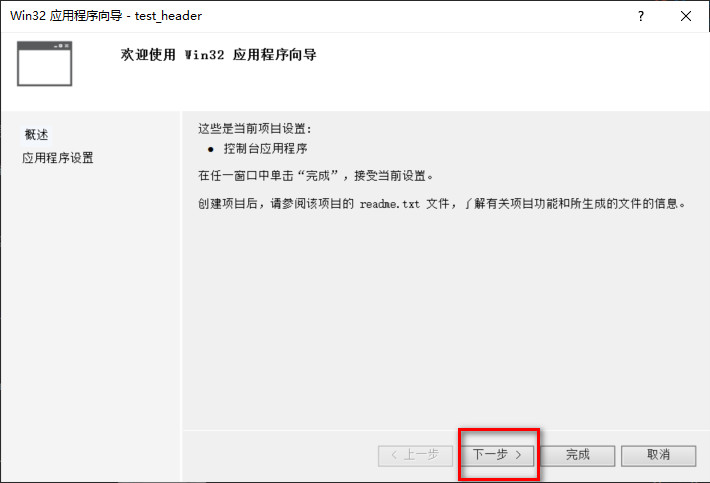 Win32 应用程序向导 - test_header
?
欢迎使用 Win32 应用程序向导
概述
应用程序设置
这些是当前项目设置:
● 控制台应用程序
在任一窗口中单击“完成”，接受当前设置。
创建项目后，请参阅该项目的 readme.txt 文件，了解有关项目功能和所生成的文件的信息。
< 上一步
下一步 >
完成
取消